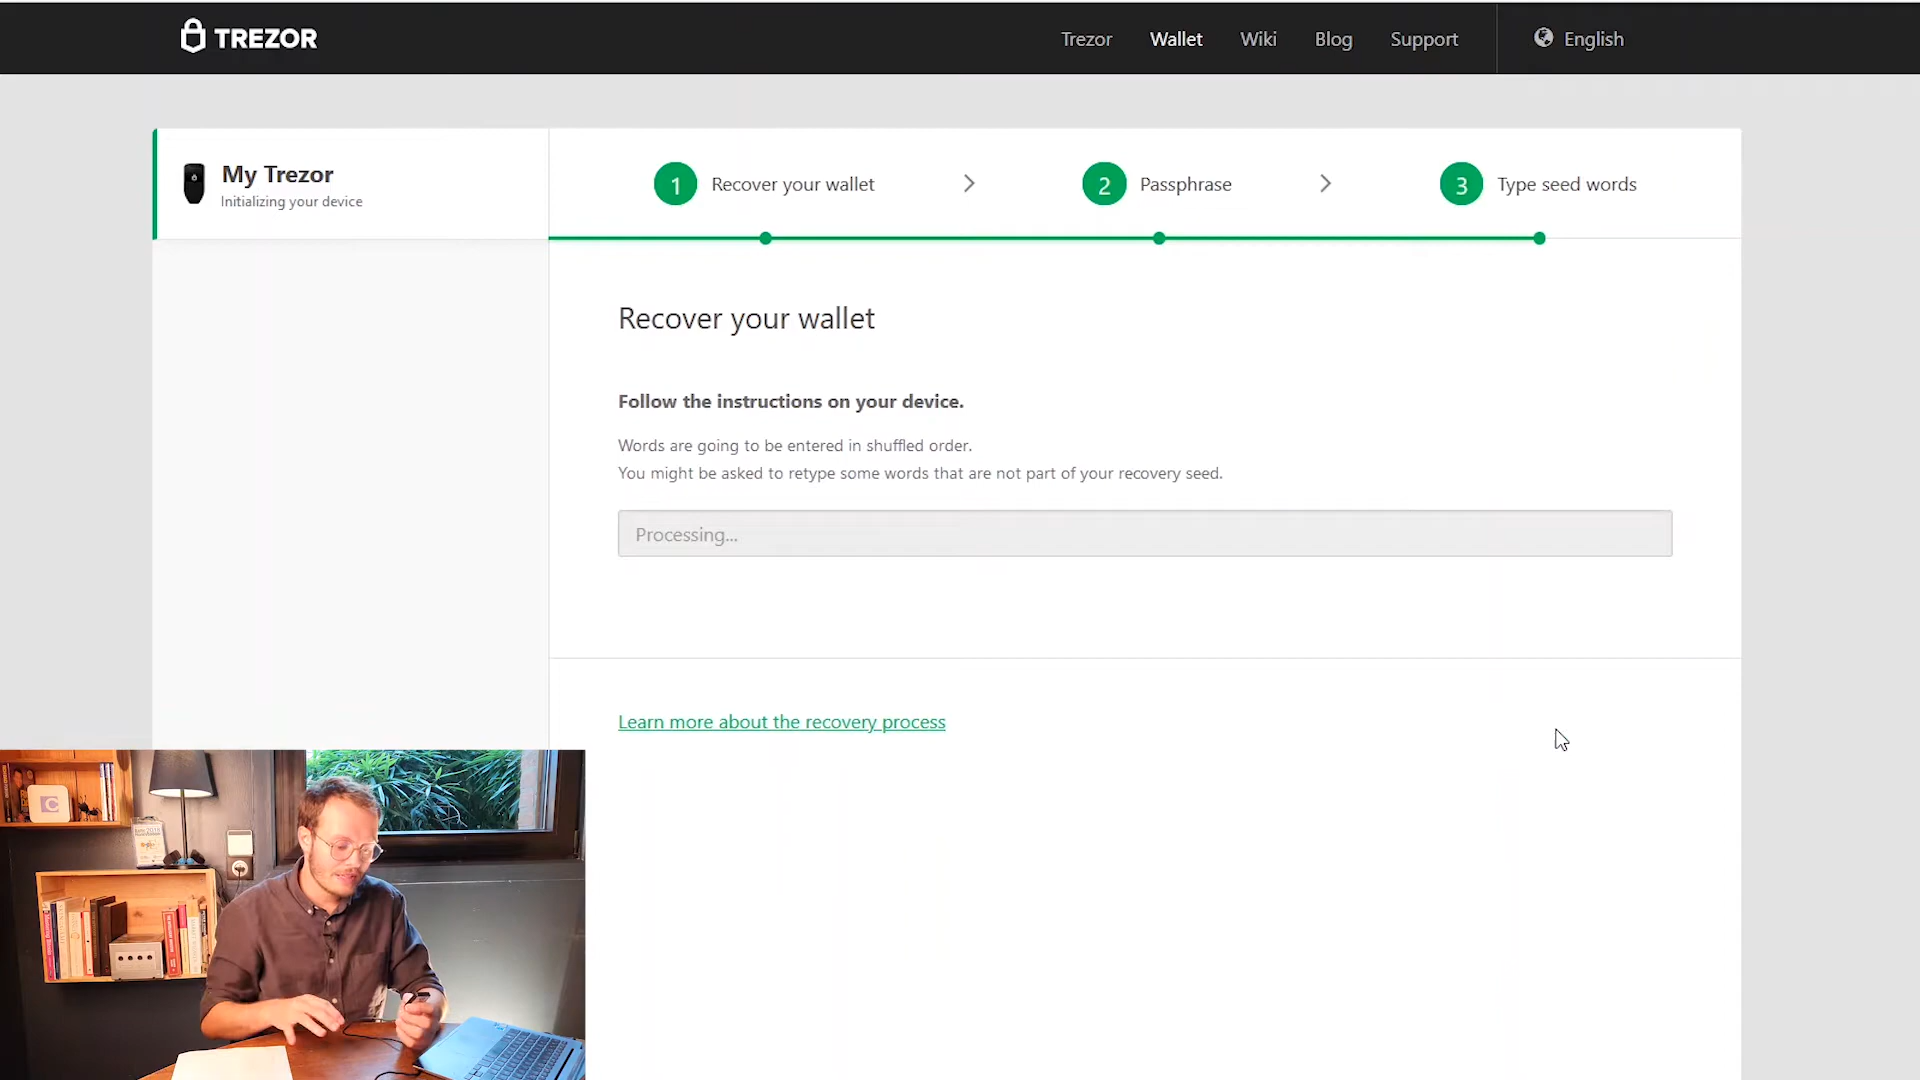 TREZOR
Trezor
Wallet
Wiki
Blog
Support
English
My Trezor
Initializing your device
1
Recover your wallet
2
Passphrase
3
Type seed words
Recover your wallet
Follow the instructions on your device.
Words are going to be entered in shuffled order.
You might be asked to retype some words that are not part of your recovery seed.
Processing...
Learn more about the recovery process
C